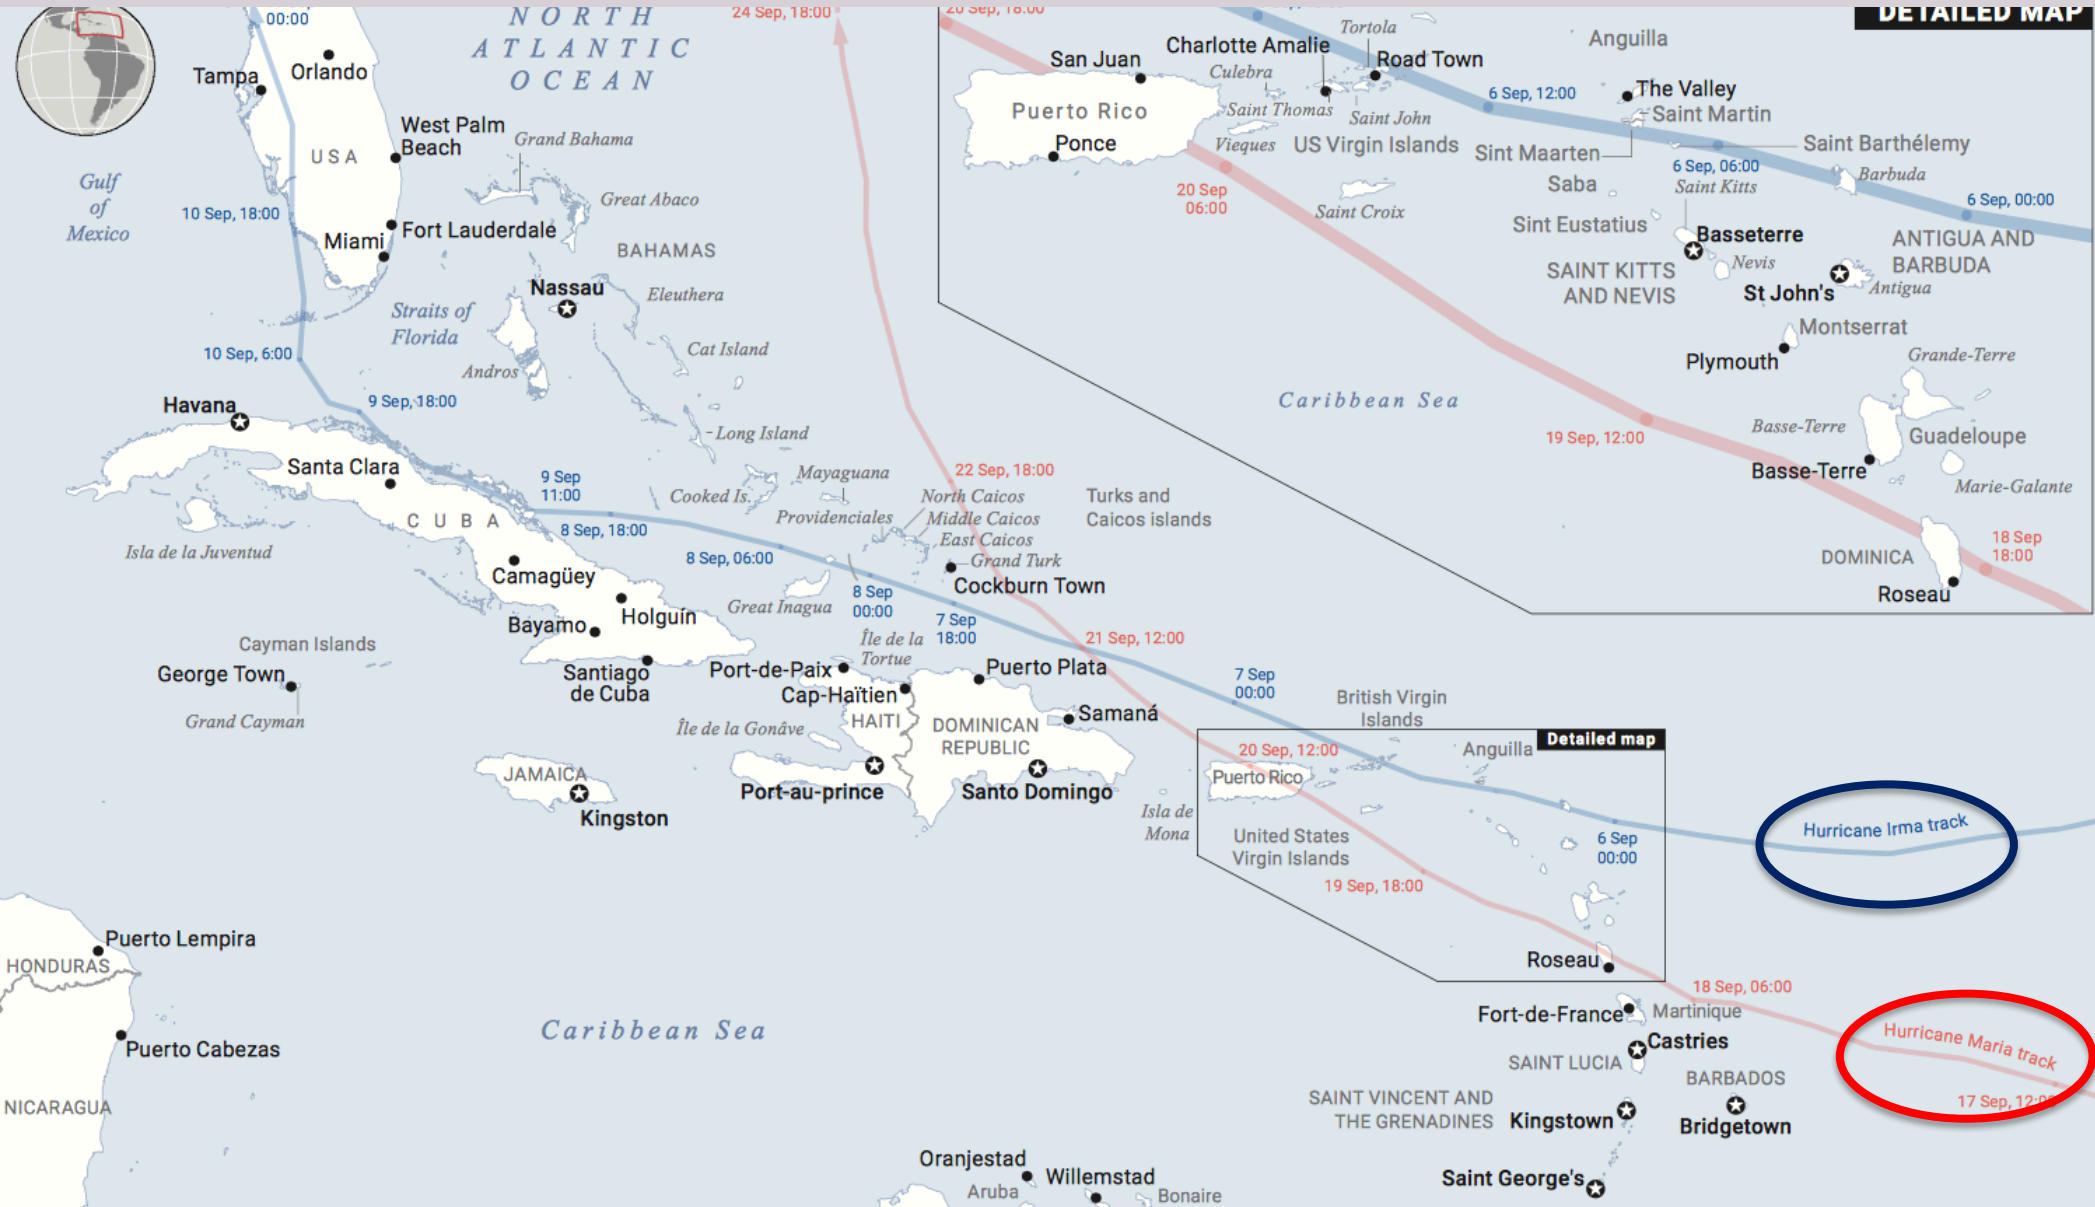 00:00
NORTH
ATLANTIC
OCEAN
24 Sep, 18:00
20 Sep, 18:00
DETAILED MAP
Tampa
Orlando
West Palm
Beach
USA
Gulf
of
Mexico
10 Sep, 18:00
Miami
Fort Lauderdale
Grand Bahama
Great Abaco
BAHAMAS
Nassau
Eleuthera
Straits of
Florida
Cat Island
Andros
10 Sep, 6:00
9 Sep, 18:00
Havana
Long Island
Santa Clara
CUBA
9 Sep
11:00
8 Sep, 18:00
Cooked Is.
Mayaguana
Providenciales
North Caicos
Middle Caicos
East Caicos
Grand Turk
Cockburn Town
22 Sep, 18:00
Turks and
Caicos islands
Isla de la Juventud
8 Sep, 06:00
Camagüey
Holguín
Bayamo
Great Inagua
8 Sep
00:00
7 Sep
18:00
21 Sep, 12:00
Cayman Islands
George Town
Grand Cayman
Santiago
de Cuba
Île de la
Tortue
Port-de-Paix
Cap-Haïtien
Puerto Plata
Samaná
HAITI
DOMINICAN
REPUBLIC
Île de la Gonâve
Port-au-prince
Santo Domingo
JAMAICA
Kingston
Isla de
Mona
7 Sep
00:00
British Virgin
Islands
Detailed map
Anguilla
20 Sep, 12:00
Puerto Rico
United States
Virgin Islands
19 Sep, 18:00
6 Sep
00:00
Hurricane Irma track
Roseau
18 Sep, 06:00
Fort-de-France
Martinique
Castries
SAINT LUCIA
BARBADOS
Bridgetown
SAINT VINCENT AND
THE GRENADINES
Kingstown
Saint George's
Hurricane Maria track
17 Sep, 12:00
Puerto Lempira
HONDURAS
Puerto Cabezas
NICARAGUA
Caribbean Sea
Oranjestad
Aruba
Willemstad
Bonaire
San Juan
Puerto Rico
Ponce
Charlotte Amalie
Culebra
Saint Thomas
Vieques
Tortola
Road Town
Saint John
US Virgin Islands
Saint Croix
20 Sep
06:00
6 Sep, 12:00
Anguilla
The Valley
Saint Martin
Sint Maarten
Saint Barthélemy
6 Sep, 06:00
Saba
Saint Kitts
Barbuda
6 Sep, 00:00
Sint Eustatius
Basseterre
Nevis
SAINT KITTS
AND NEVIS
ANTIGUA AND
BARBUDA
St John's
Antigua
Montserrat
Plymouth
Grande-Terre
Caribbean Sea
19 Sep, 12:00
Basse-Terre
Guadeloupe
Basse-Terre
Marie-Galante
18 Sep
18:00
DOMINICA
Roseau